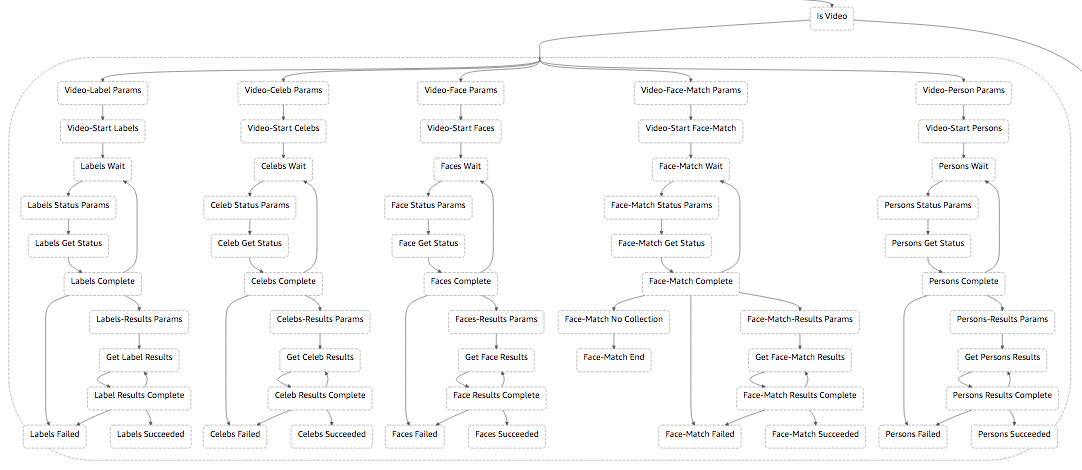 Is Video
Video-Label Params
Video-Celeb Params
Video-Face Params
Video-Face-Match Params
Video-Person Params
Video-Start Labels
Video-Start Celebs
Video-Start Faces
Video-Start Face-Match
Video-Start Persons
Labels Wait
Celebs Wait
Faces Wait
Face-Match Wait
Persons Wait
Labels Status Params
Celeb Status Params
Face Status Params
Face-Match Status Params
Persons Status Params
Labels Get Status
Celeb Get Status
Face Get Status
Face-Match Get Status
Persons Get Status
Labels Complete
Celebs Complete
Faces Complete
Face-Match Complete
Persons Complete
Labels-Results Params
Celebs-Results Params
Faces-Results Params
Face-Match No Collection
Face-Match-Results Params
Persons-Results Params
Get Label Results
Get Celeb Results
Get Face Results
Face-Match End
Get Face-Match Results
Get Persons Results
Label Results Complete
Celeb Results Complete
Face Results Complete
Face-Match Results Complete
Persons Results Complete
Labels Failed
Labels Succeeded
Celebs Failed
Celebs Succeeded
Faces Failed
Faces Succeeded
Face-Match Failed
Face-Match Succeeded
Persons Failed
Persons Succeeded